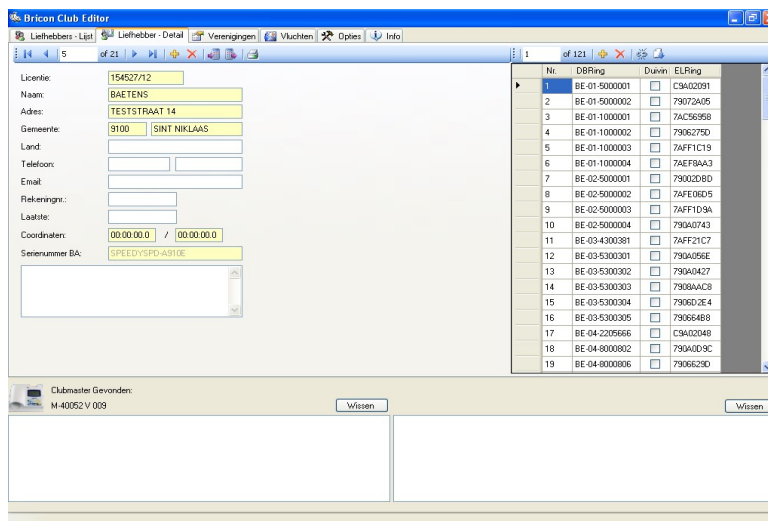 Bricon Club Editor
Liefhebbers - Lijst Liefhebber - Detail Verenigingen Vluchten Opties Info
5 of 21
1 of 121
Licentie: 154527/12
Naam: BAETENS
Adres: TESTSTRAAT 14
Gemeente: 9100 SINT NIKLAAS
Land:
Telefoon:
Email:
Rekeningnr.:
Laatste:
Coordinaten: 00:00:00.0 / 00:00:00.0
Serienummer BA: SPEEDYSPD-A910E
Nr. DBRing Duivin ELRing
1 BE-01-5000001 C9A02091
2 BE-01-5000002 79072A05
3 BE-01-1000001 7AC56958
4 BE-01-1000002 7906275D
5 BE-01-1000003 7AFF1C19
6 BE-01-1000004 7AEF8AA3
7 BE-02-5000001 79002DBD
8 BE-02-5000002 7AFE06D5
9 BE-02-5000003 7AFF1D9A
10 BE-02-5000004 790A0743
11 BE-03-4300381 7AFF21C7
12 BE-03-5300301 790A056E
13 BE-03-5300302 790A0427
14 BE-03-5300303 7908AAC8
15 BE-03-5300304 7906D2E4
16 BE-03-5300305 790664B8
17 BE-04-2205666 C9A02048
18 BE-04-8000802 790A0D9C
19 BE-04-8000806 7906629D
Clubmaster Gevonden:
M-40052 V 009
Wissen
Wissen